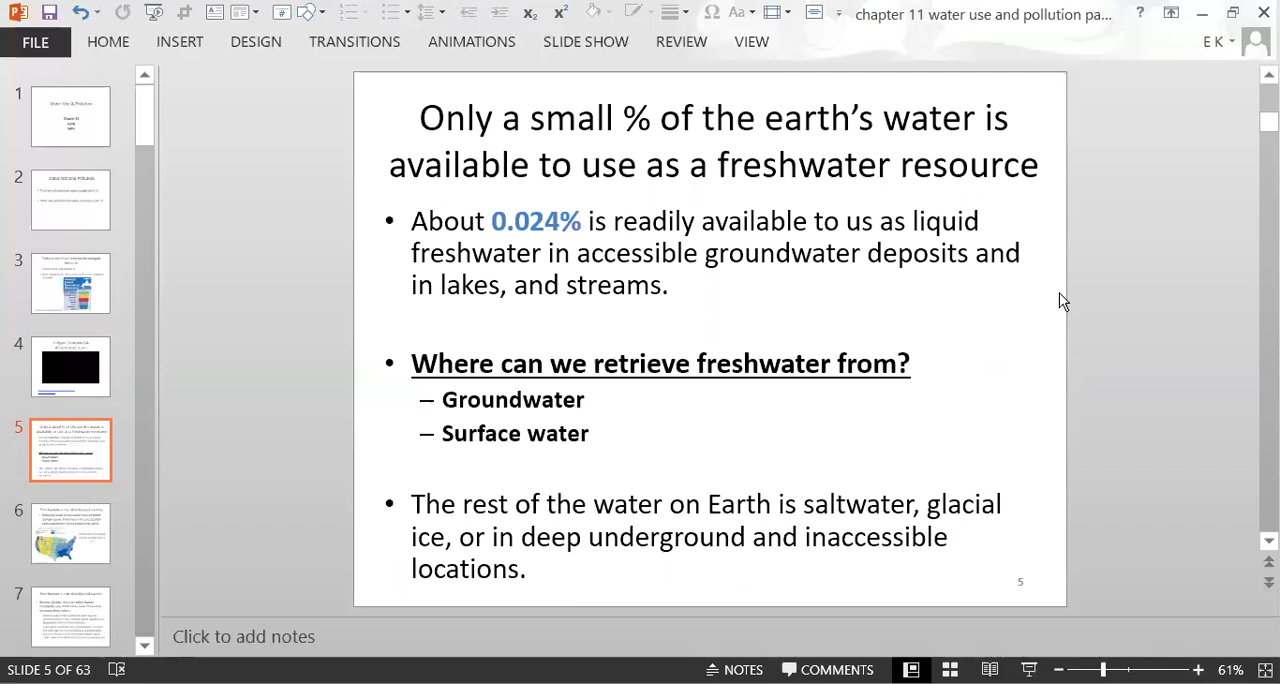 chapter 11 water use and pollution pa... ?
FILE HOME INSERT DESIGN TRANSITIONS ANIMATIONS SLIDE SHOW REVIEW VIEW E K
1
2
3
4
5
6
7
Only a small % of the earth's water is
available to use as a freshwater resource
• About 0.024% is readily available to us as liquid
freshwater in accessible groundwater deposits and
in lakes, and streams.
• Where can we retrieve freshwater from?
– Groundwater
– Surface water
• The rest of the water on Earth is saltwater, glacial
ice, or in deep underground and inaccessible
locations.
5
Click to add notes
SLIDE 5 OF 63 NOTES COMMENTS 61%